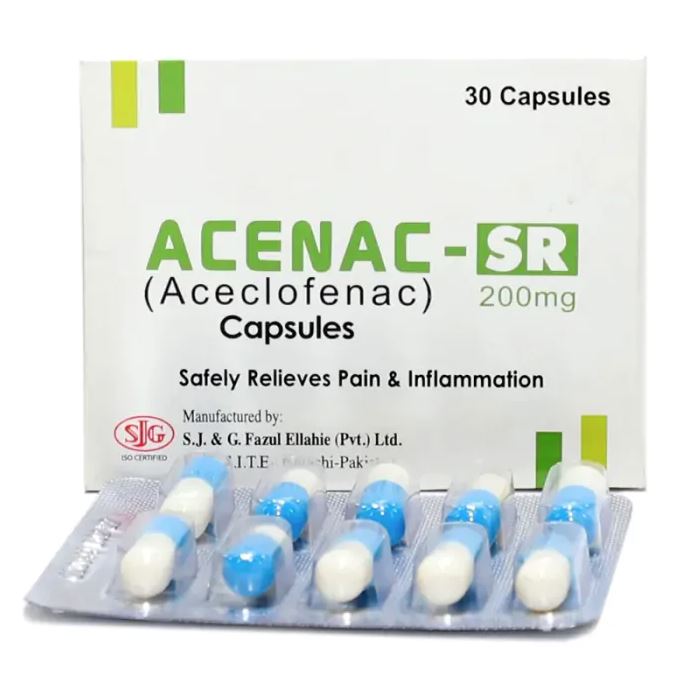 30 Capsules
ACENAC-SR
(Aceclofenac) 200mg
Capsules
Safely Relieves Pain & Inflammation
Manufactured by:
SJG S.J. & G. Fazul Ellahie (Pvt.) Ltd.
ISO CERTIFIED
S.I.T.E.